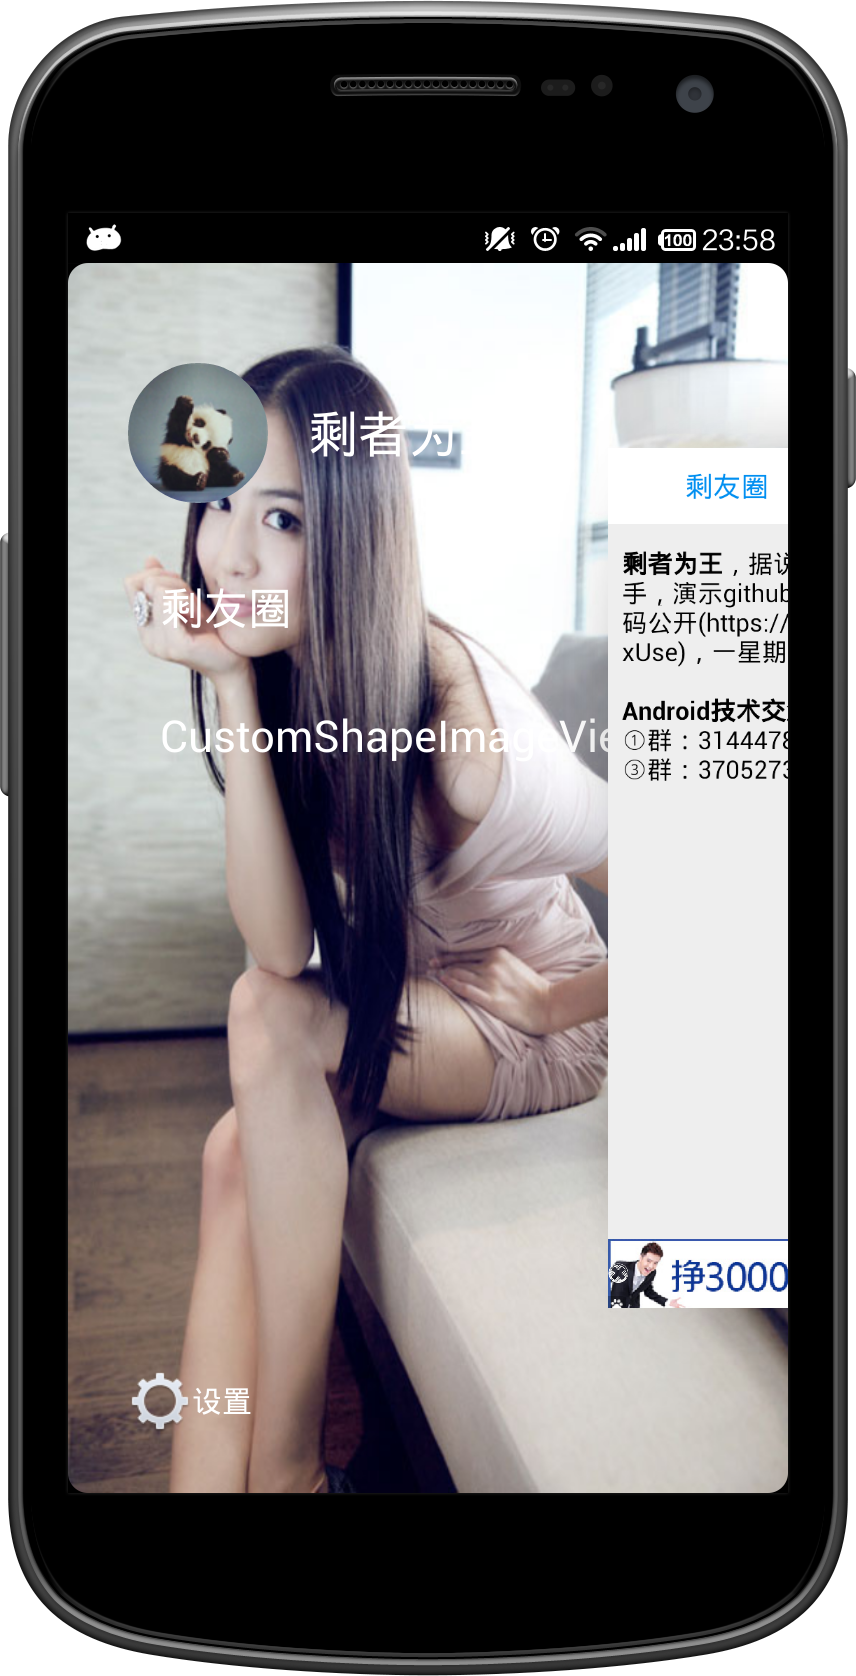 100 23:58
剩者为
剩友圈
CustomShapeImageVie
设置
剩友圈
剩者为王，据说
手，演示github
码公开(https://
xUse)，一星期
Android技术交
①群：3144478
③群：3705273
挣3000